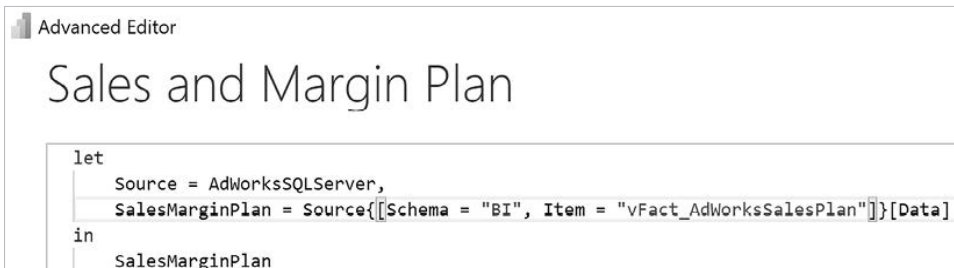 Advanced Editor
Sales and Margin Plan
let
Source = AdWorksSQLServer,
SalesMarginPlan = Source{[Schema = "BI", Item = "vFact_AdWorksSalesPlan"]}[Data]
in
SalesMarginPlan